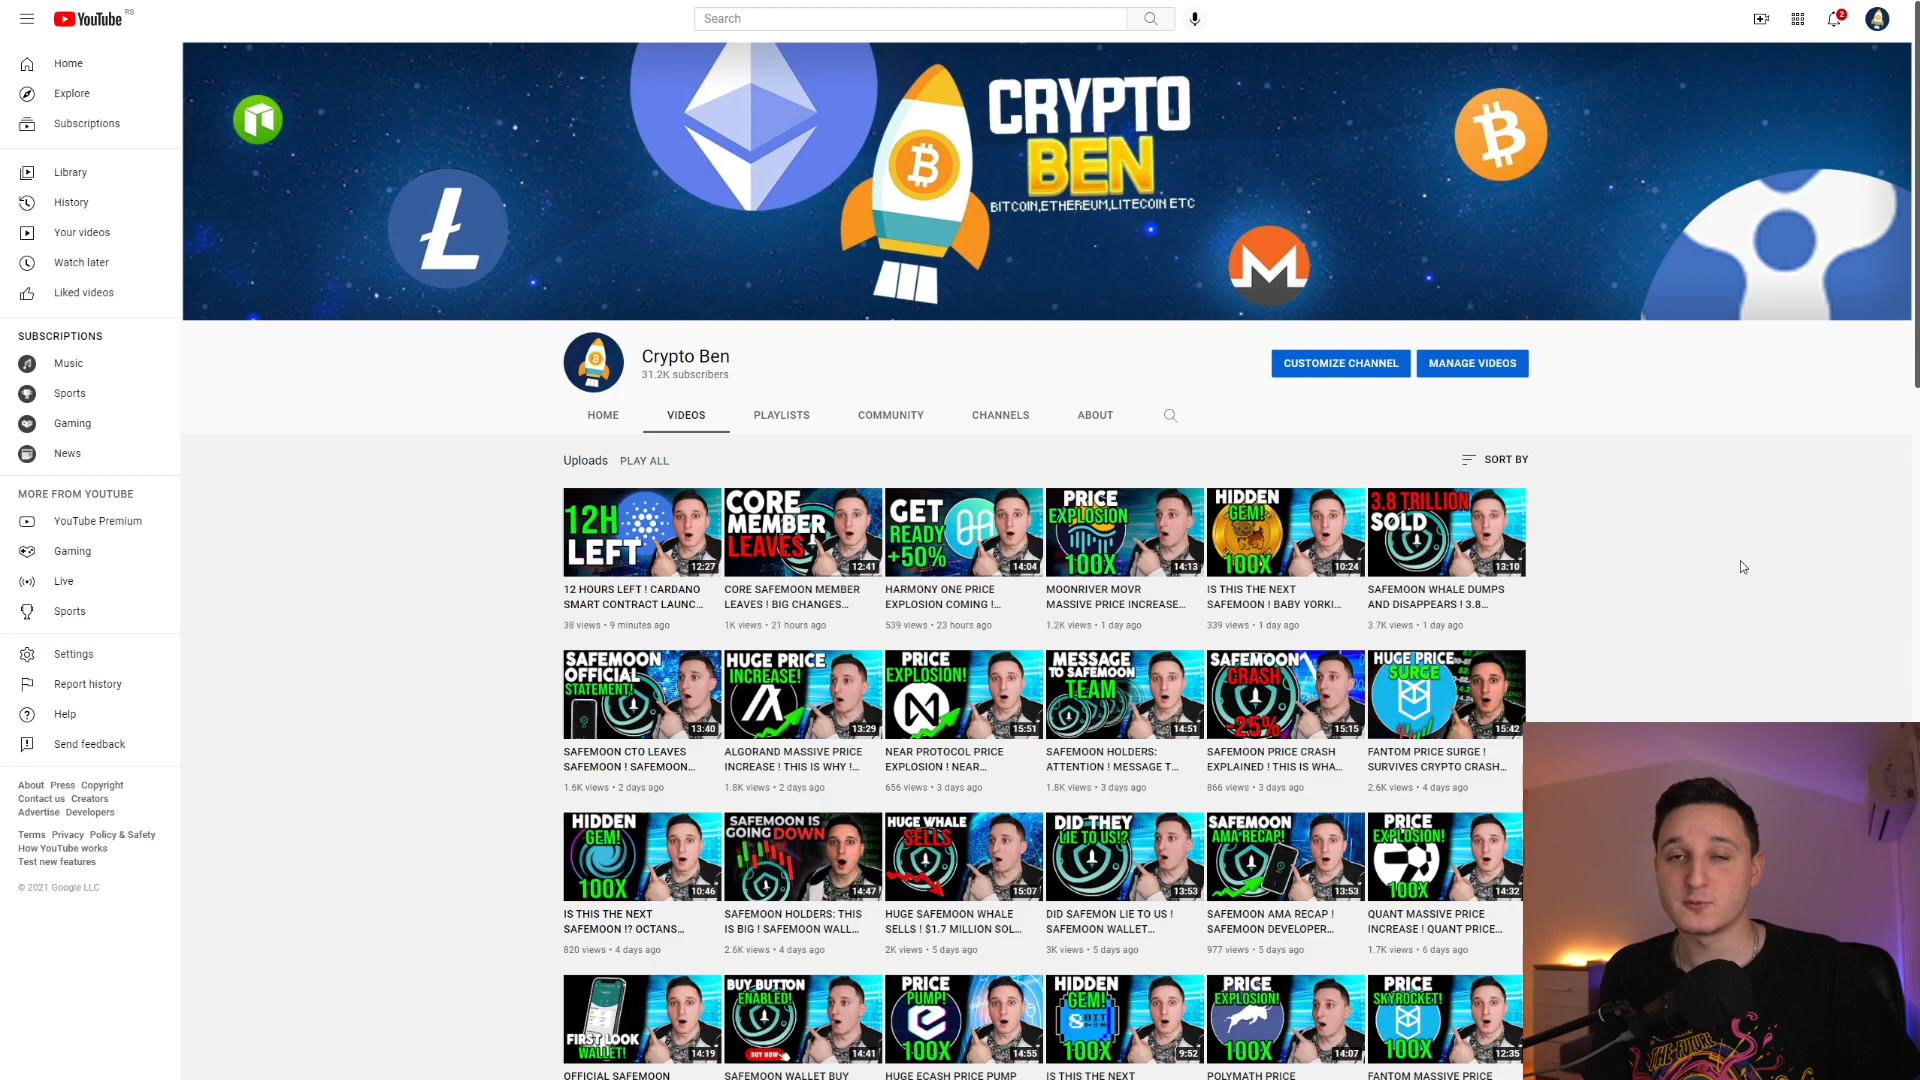 YouTube RS
Search
2
Home
Explore
Subscriptions
Library
History
Your videos
Watch later
Liked videos
SUBSCRIPTIONS
Music
Sports
Gaming
News
MORE FROM YOUTUBE
YouTube Premium
Gaming
Live
Sports
Settings
Report history
Help
Send feedback
About Press Copyright
Contact us Creators
Advertise Developers
Terms Privacy Policy & Safety
How YouTube works
Test new features
© 2021 Google LLC
CRYPTO
BEN
BITCOIN,ETHEREUM,LITECOIN ETC
Crypto Ben
31.2K subscribers
CUSTOMIZE CHANNEL
MANAGE VIDEOS
HOME VIDEOS PLAYLISTS COMMUNITY CHANNELS ABOUT
Uploads PLAY ALL
SORT BY
12H
LEFT
12:27
12 HOURS LEFT ! CARDANO
SMART CONTRACT LAUNC...
38 views • 9 minutes ago
CORE
MEMBER
LEAVES
12:41
CORE SAFEMOON MEMBER
LEAVES ! BIG CHANGES...
1K views • 21 hours ago
GET
READY
+50%
14:04
HARMONY ONE PRICE
EXPLOSION COMING !...
539 views • 23 hours ago
PRICE
EXPLOSION
100X
14:13
MOONRIVER MOVR
MASSIVE PRICE INCREASE...
1.2K views • 1 day ago
HIDDEN
GEM!
100X
10:24
IS THIS THE NEXT
SAFEMOON ! BABY YORKI...
339 views • 1 day ago
3.8 TRILLION
SOLD
13:10
SAFEMOON WHALE DUMPS
AND DISAPPEARS ! 3.8...
3.7K views • 1 day ago
SAFEMOON
OFFICIAL
STATEMENT!
13:40
SAFEMOON CTO LEAVES
SAFEMOON ! SAFEMOON...
1.6K views • 2 days ago
HUGE PRICE
INCREASE!
13:29
ALGORAND MASSIVE PRICE
INCREASE ! THIS IS WHY !...
1.8K views • 2 days ago
PRICE
EXPLOSION!
15:51
NEAR PROTOCOL PRICE
EXPLOSION ! NEAR...
656 views • 3 days ago
MESSAGE
TO SAFEMOON
TEAM
14:51
SAFEMOON HOLDERS:
ATTENTION ! MESSAGE T...
1.8K views • 3 days ago
SAFEMOON
CRASH
-25%
15:15
SAFEMOON PRICE CRASH
EXPLAINED ! THIS IS WHA...
866 views • 3 days ago
HUGE PRICE
SURGE
15:42
FANTOM PRICE SURGE !
SURVIVES CRYPTO CRASH...
2.6K views • 4 days ago
HIDDEN
GEM!
100X
10:46
IS THIS THE NEXT
SAFEMOON !? OCTANS...
820 views • 4 days ago
SAFEMOON IS
GOING DOWN
14:47
SAFEMOON HOLDERS: THIS
IS BIG ! SAFEMOON WALL...
2.6K views • 4 days ago
HUGE WHALE
SELLS
15:07
HUGE SAFEMOON WHALE
SELLS ! $1.7 MILLION SOL...
2K views • 5 days ago
DID THEY
LIE TO US!?
13:53
DID SAFEMON LIE TO US !
SAFEMOON WALLET...
3K views • 5 days ago
SAFEMOON
AMA RECAP!
13:53
SAFEMOON AMA RECAP !
SAFEMOON DEVELOPER...
977 views • 5 days ago
PRICE
EXPLOSION!
100X
14:32
QUANT MASSIVE PRICE
INCREASE ! QUANT PRICE...
1.7K views • 6 days ago
FIRST LOOK
WALLET!
14:19
OFFICIAL SAFEMOON
BUY BUTTON
ENABLED!
BUY NOW
14:41
SAFEMOON WALLET BUY
PRICE
PUMP!
100X
14:55
HUGE ECASH PRICE PUMP
HIDDEN
GEM!
8 BIT
100X
9:52
IS THIS THE NEXT
PRICE
EXPLOSION!
100X
14:07
POLYMATH PRICE
PRICE
SKYROCKET!
100X
12:35
FANTOM MASSIVE PRICE
THE FUTURE